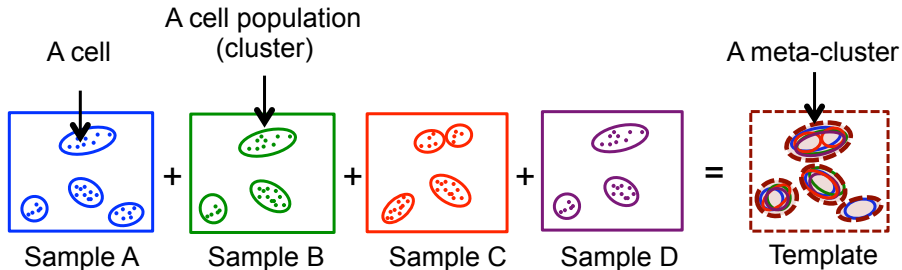 A cell population
(cluster)
A cell
A meta-cluster
+ + + =
Sample A Sample B Sample C Sample D Template